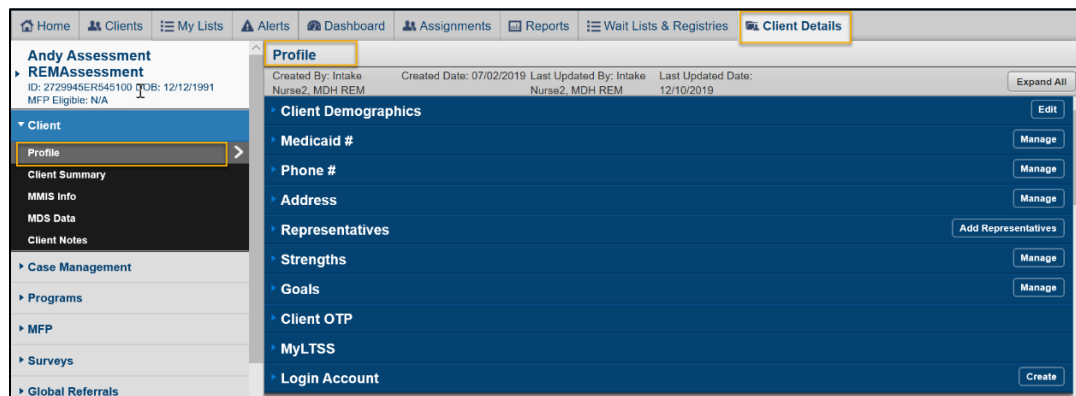 Home Clients My Lists Alerts Dashboard Assignments Reports Wait Lists & Registries Client Details
Andy Assessment
REMAssessment
ID: 2729945ER545100 DOB: 12/12/1991
MFP Eligible: N/A
Client
Profile
Client Summary
MMIS Info
MDS Data
Client Notes
Case Management
Programs
MFP
Surveys
Global Referrals
Profile
Created By: Intake Created Date: 07/02/2019 Last Updated By: Intake Last Updated Date:
Nurse2, MDH REM Nurse2, MDH REM 12/10/2019
Expand All
Client Demographics Edit
Medicaid # Manage
Phone # Manage
Address Manage
Representatives Add Representatives
Strengths Manage
Goals Manage
Client OTP
MyLTSS
Login Account Create